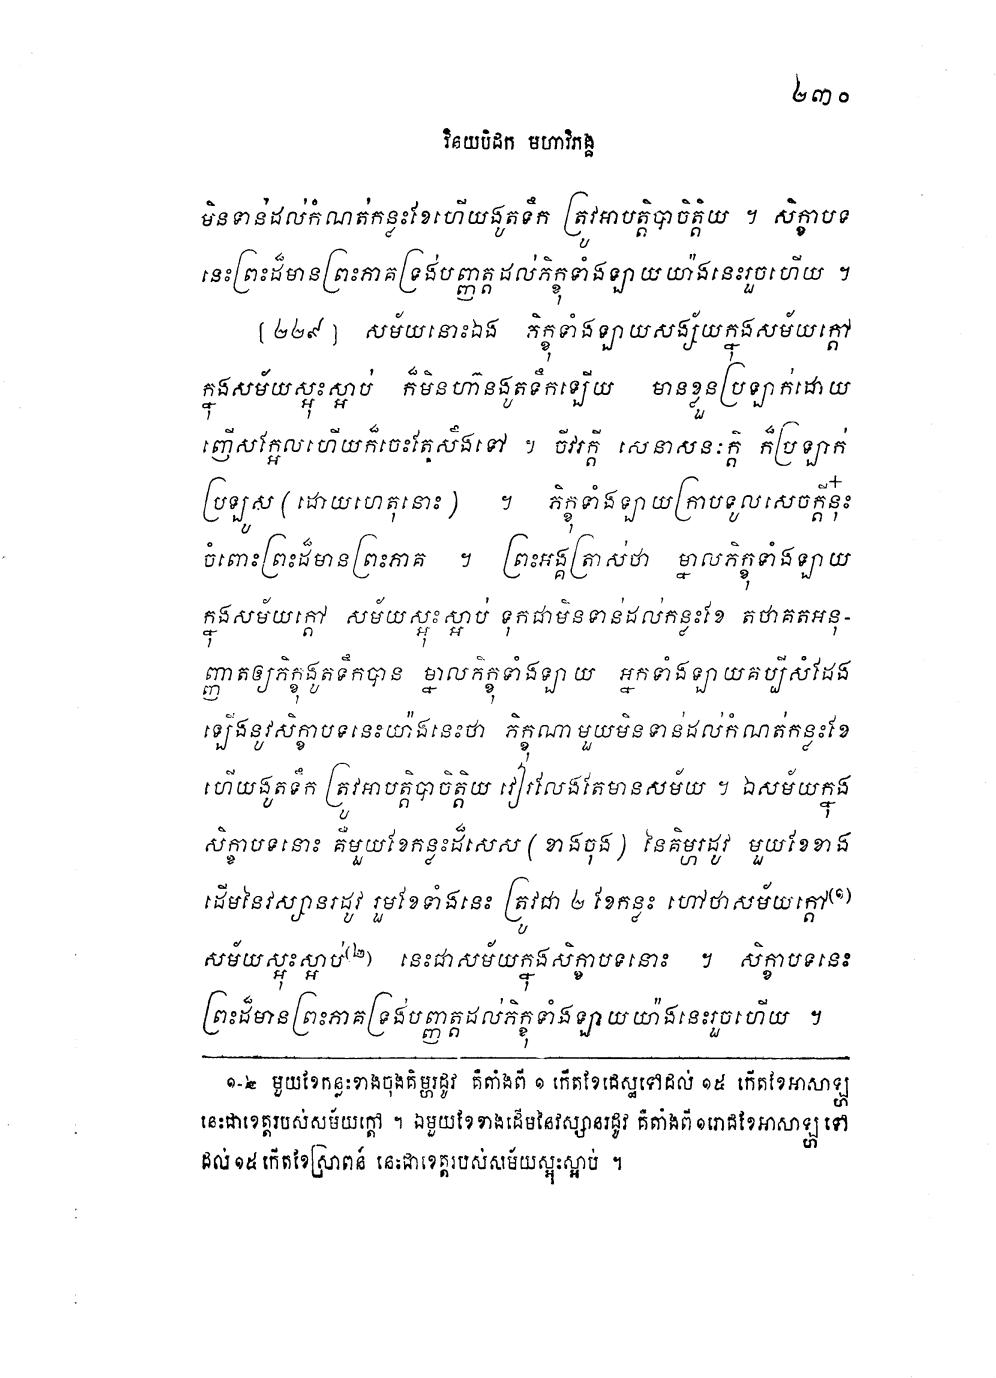 ២៣០
វិនយបិដក មហាវិភង្គ
មិនទាន់ដល់កំណត់កន្លះខែហើយងូតទឹក ត្រូវអាបត្តិបាចិត្តិយ ។ សិក្ខាបទ
នេះព្រះដ៏មានព្រះភាគទ្រង់បញ្ញត្តដល់ភិក្ខុទាំងឡាយយ៉ាងនេះរួចហើយ ។
[២២៩] សម័យនោះឯង ភិក្ខុទាំងឡាយសង្ស័យក្នុងសម័យក្តៅ
ក្នុងសម័យស្អុះស្អាប់ ក៏មិនហ៊ានងូតទឹកឡើយ មានខ្លួនប្រឡាក់ដោយ
ញើសក្អែលហើយក៏ចេះតែសឹងទៅ ។ ចីវរក្តី សេនាសនៈក្តី ក៏ប្រឡាក់
ប្រឡូស (ដោយហេតុនោះ) ។ ភិក្ខុទាំងឡាយក្រាបទូលសេចក្តីនុ៎ះ
ចំពោះព្រះដ៏មានព្រះភាគ ។ ព្រះអង្គត្រាស់ថា ម្នាលភិក្ខុទាំងឡាយ
ក្នុងសម័យក្តៅ សម័យស្អុះស្អាប់ ទុកជាមិនទាន់ដល់កន្លះខែ តថាគតអនុ-
ញ្ញាតឲ្យភិក្ខុងូតទឹកបាន ម្នាលភិក្ខុទាំងឡាយ អ្នកទាំងឡាយគប្បីសំដែង
ឡើងនូវសិក្ខាបទនេះយ៉ាងនេះថា ភិក្ខុណាមួយមិនទាន់ដល់កំណត់កន្លះខែ
ហើយងូតទឹក ត្រូវអាបត្តិបាចិត្តិយ វៀរលែងតែមានសម័យ ។ ឯសម័យក្នុង
សិក្ខាបទនោះ គឺមួយខែកន្លះដ៏សេស (ខាងចុង) នៃគិម្ហរដូវ មួយខែខាង
ដើមនៃវស្សានរដូវ រួមខែទាំងនេះ ត្រូវជា ២ ខែកន្លះ ហៅថាសម័យក្តៅ(១)
សម័យស្អុះស្អាប់(២) នេះជាសម័យក្នុងសិក្ខាបទនោះ ។ សិក្ខាបទនេះ
ព្រះដ៏មានព្រះភាគទ្រង់បញ្ញត្តដល់ភិក្ខុទាំងឡាយយ៉ាងនេះរួចហើយ ។
១-២ មួយខែកន្លះខាងចុងគិម្ហរដូវ គឺតាំងពី ១ កើតខែជេស្ឋទៅដល់ ១៥ កើតខែអាសាឡ្ហ
នេះជាខេត្តរបស់សម័យក្តៅ ។ ឯមួយខែខាងដើមនៃវស្សានរដូវ គឺតាំងពី ១រោជខែអាសាឡ្ហ ទៅ
ដល់ ១៥ កើតខែស្រាពន៍ នេះជាខេត្តរបស់សម័យស្អុះស្អាប់ ។